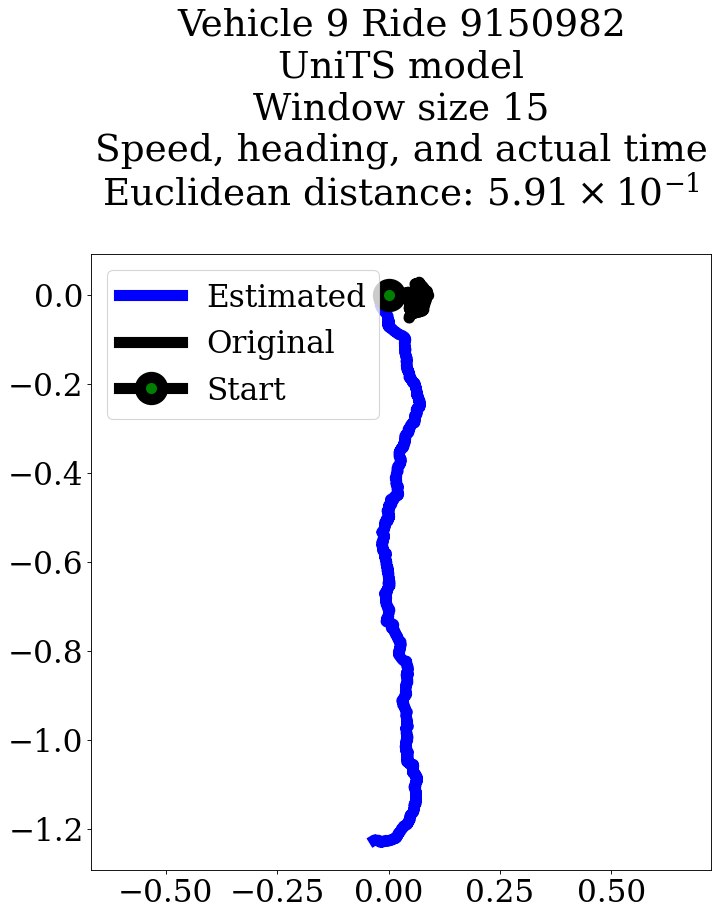 Vehicle 9 Ride 9150982
UniTS model
Window size 15
Speed, heading, and actual time
Euclidean distance: 5.91 × 10⁻¹
Estimated
Original
Start
0.0
−0.2
−0.4
−0.6
−0.8
−1.0
−1.2
−0.50 −0.25 0.00 0.25 0.50